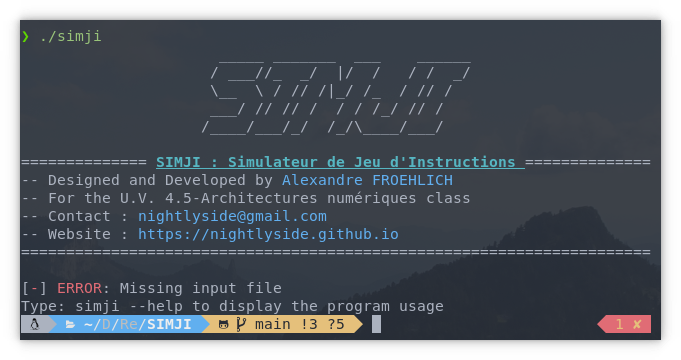 ❯ ./simji
SIMJI
============== SIMJI : Simulateur de Jeu d'Instructions ==============
-- Designed and Developed by Alexandre FROEHLICH
-- For the U.V. 4.5-Architectures numériques class
-- Contact : nightlyside@gmail.com
-- Website : https://nightlyside.github.io
======================================================================
[-] ERROR: Missing input file
Type: simji --help to display the program usage
~/D/Re/SIMJI main !3 ?5 1 ✘